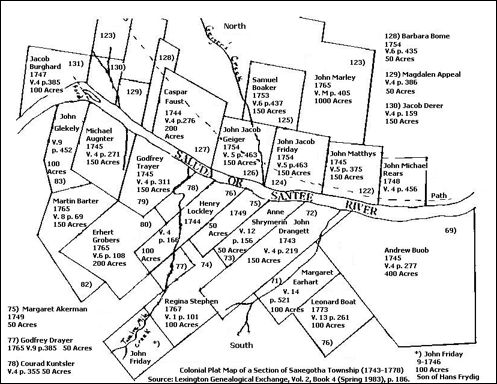 North
Jacob
Burghard
1747
V.4 p.385
100 Acres
131)
123)
130)
129)
128)
Caspar
Faust
1744
V.4 p.276
200
Acres
127)
Samuel
Boaker
1753
V.6 p.437
150 Acres
125)
123)
John Marley
1765
V. M p. 405
1000 Acres
128) Barbara Bome
1754
V.6 p. 435
50 Acres
129) Magdalen Appeal
V.4 p. 386
50 Acres
130) Jacob Derer
V.4 p. 159
150 Acres
John
Glekely
V.9
p. 452
100
Acres
83)
Michael
Augnter
1745
V.4 p. 271
150 Acres
Godfrey
Drayer
1745
V.4 p. 311
150 Acres
79)
John Jacob
Geiger
1754
V. 5 p. 463
150 Acres
126)
John Jacob
Friday
1754
V.5 p.463
150 Acres
124)
John Matthys
1745
V.5 p. 375
150 Acres
122)
John Michael
Rears
1748
V.4 p. 456
Path
SALUDA OR SANTEE RIVER
Martin Barter
1765
V. 8 p. 69
150 Acres
Erhert
Grobers
1765
V.6 p. 108
200 Acres
82)
80)
V. 4
p. 166
100
Acres
78)
77)
Henry
Lockley
1744
76)
75)
1749
50
Acres
74)
73)
Anne
Shrymerin
V. 12
p. 156
50 Acres
72)
John
Drangett
1743
V.4 p. 219
150 Acres
71)
Margaret
Earhart
V. 14
p. 521
100 Acres
Leonard Boat
1773
V. 13 p. 261
100 Acres
76)
69)
Andrew Buob
1745
V.4 p. 277
400 Acres
Regina Stephen
1767
V. 1 p. 101
100 Acres
Creek
*)
John
Friday
South
75) Margaret Akerman
1749
50 Acres
77) Godfrey Drayer
1765 V.9 p.385 50 Acres
78) Courad Kuntsler
V.4 p. 355 50 Acres
*) John Friday
9-1746
100 Acres
Son of Hans Frydig
Colonial Plat Map of a Section of Saxegotha Township (1743-1778)
Source: Lexington Genealogical Exchange, Vol. 2, Book 4 (Spring 1983), p. 186.